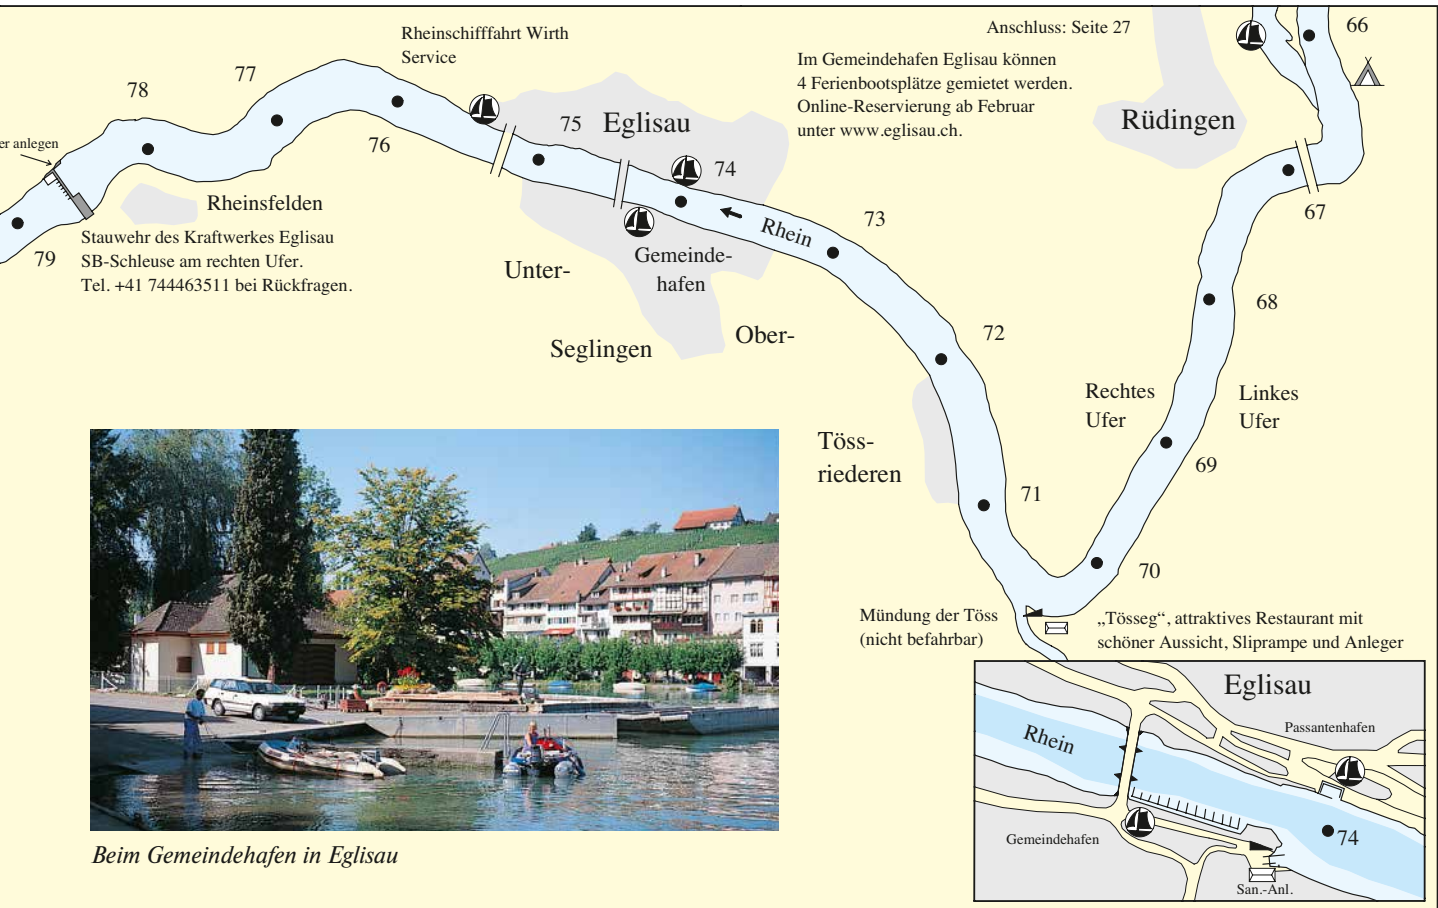 Rheinschifffahrt Wirth
Service
Anschluss: Seite 27
Im Gemeindehafen Eglisau können
4 Ferienbootsplätze gemietet werden.
Online-Reservierung ab Februar
unter www.eglisau.ch.
66
77
78
76
75
Eglisau
Rüdingen
74
er anlegen
Rheinsfelden
79
Stauwehr des Kraftwerkes Eglisau
SB-Schleuse am rechten Ufer.
Tel. +41 744463511 bei Rückfragen.
Rhein
73
67
Gemeinde-
hafen
Unter-
Ober-
Seglingen
68
72
Rechtes
Ufer
Linkes
Ufer
Töss-
riederen
69
71
70
Mündung der Töss
(nicht befahrbar)
„Tösseg“, attraktives Restaurant mit
schöner Aussicht, Sliprampe und Anleger
Eglisau
Passantenhafen
Rhein
Gemeindehafen
74
San.-Anl.
Beim Gemeindehafen in Eglisau